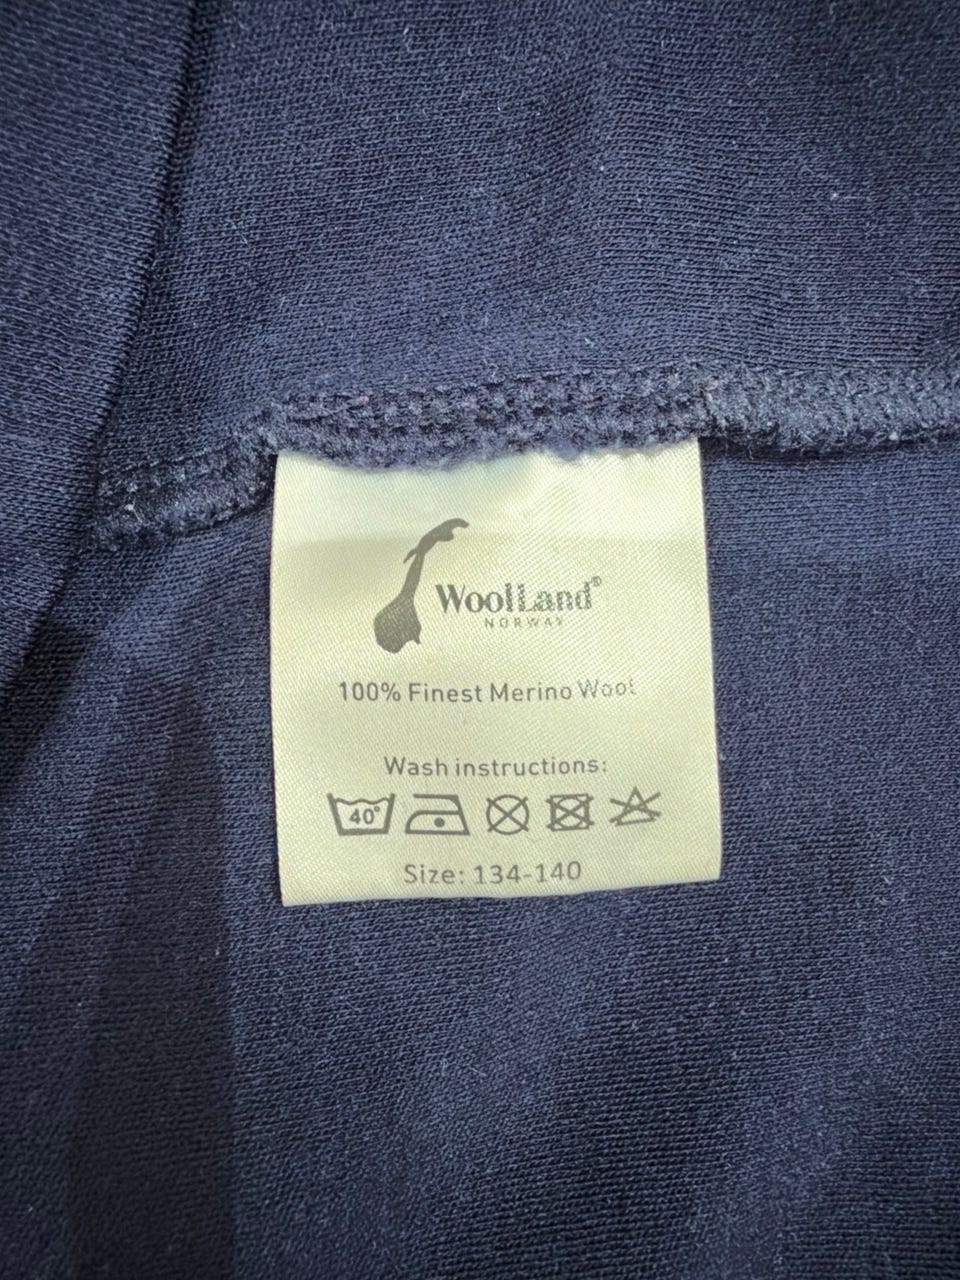 WoolLand®
NORWAY
100% Finest Merino Wool
Wash instructions:
40°
Size: 134-140